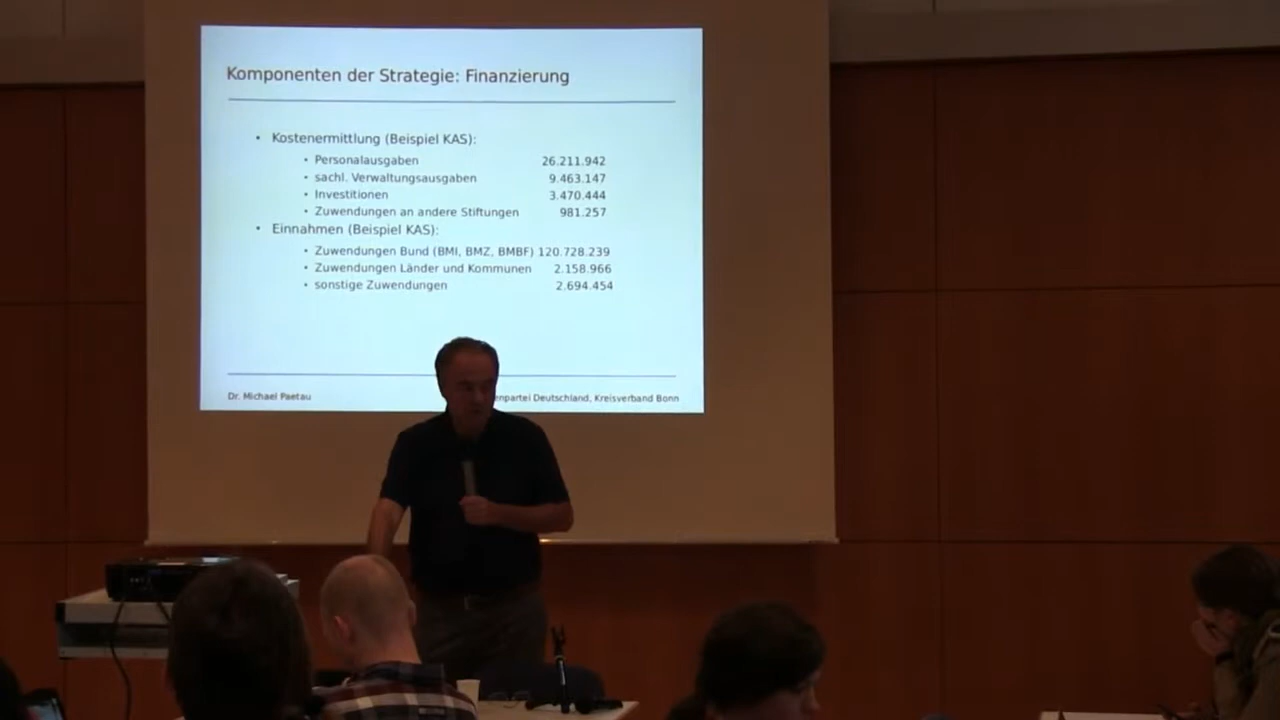 Komponenten der Strategie: Finanzierung
• Kostenermittlung (Beispiel KAS):
• Personalausgaben 26.211.942
• sachl. Verwaltungsausgaben 9.463.147
• Investitionen 3.470.444
• Zuwendungen an andere Stiftungen 981.257
• Einnahmen (Beispiel KAS):
• Zuwendungen Bund (BMI, BMZ, BMBF) 120.728.239
• Zuwendungen Länder und Kommunen 2.158.966
• sonstige Zuwendungen 2.694.454
Dr. Michael Paetau enpartei Deutschland, Kreisverband Bonn